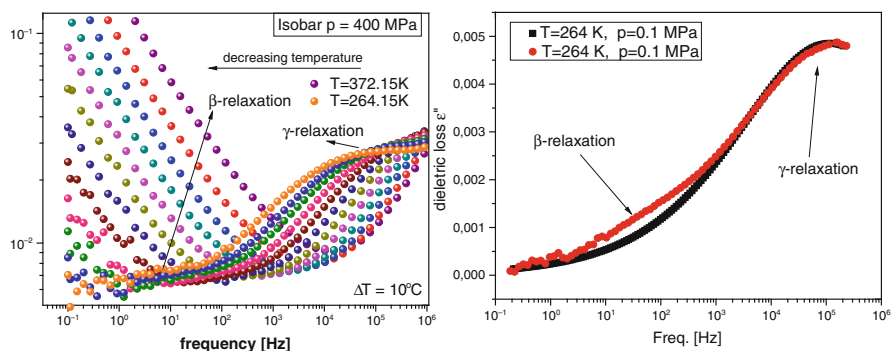 Isobar p = 400 MPa
decreasing temperature
T=372.15K
T=264.15K
β-relaxation
γ-relaxation
ΔT = 10°C
10⁻¹
10⁻²
10⁻¹ 10⁰ 10¹ 10² 10³ 10⁴ 10⁵ 10⁶
frequency [Hz]
T=264 K, p=0.1 MPa
T=264 K, p=0.1 MPa
β-relaxation
γ-relaxation
dielectric loss ε"
0,005
0,004
0,003
0,002
0,001
0,000
10⁻¹ 10⁰ 10¹ 10² 10³ 10⁴ 10⁵ 10⁶
Freq. [Hz]